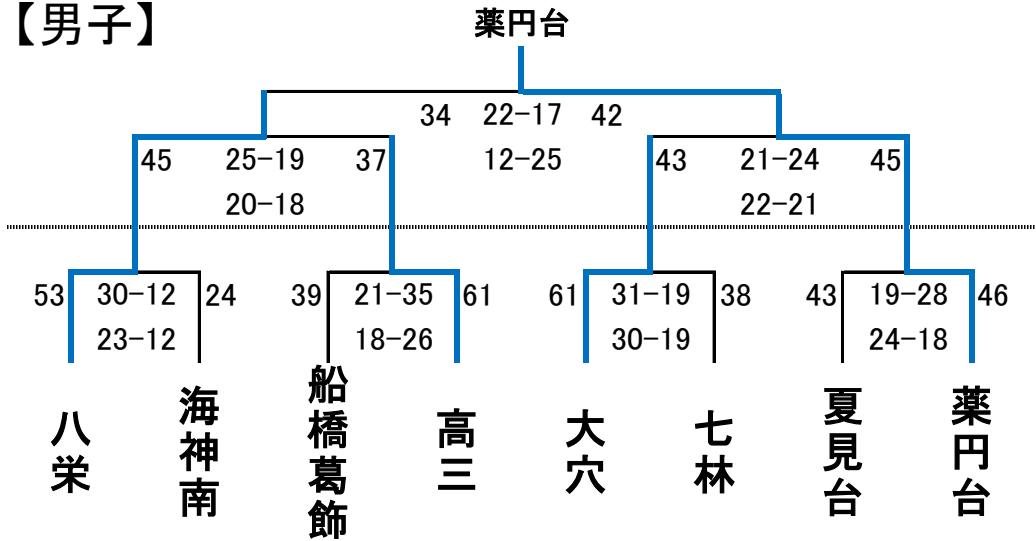 【男子】
薬円台
34 22-17 42
12-25
45 25-19 37
20-18
43 21-24 45
22-21
53 30-12 24
23-12
39 21-35 61
18-26
61 31-19 38
30-19
43 19-28 46
24-18
八栄
海神南
船橋葛飾
高三
大穴
七林
夏見台
薬円台